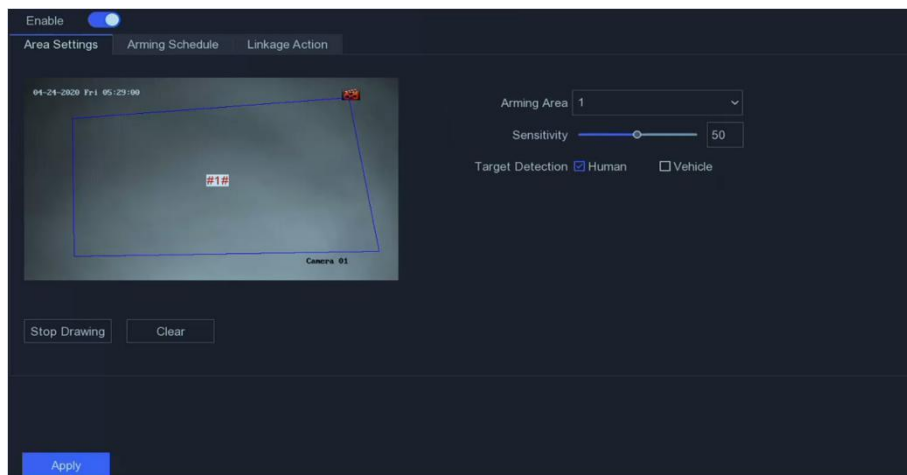 Enable
Area Settings Arming Schedule Linkage Action
04-24-2020 Fri 05:29:00
#1#
Camera 01
Arming Area 1
Sensitivity 50
Target Detection Human Vehicle
Stop Drawing Clear
Apply